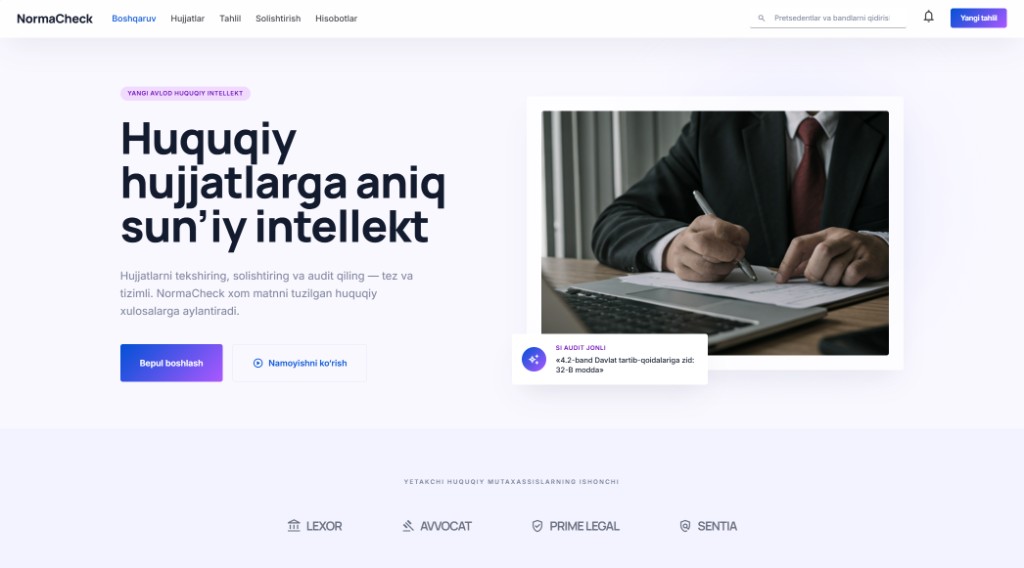 NormaCheck
Boshqaruv
Hujjatlar
Tahlil
Solishtirish
Hisobotlar
Pretsedentlar va bandlarni qidiris
Yangi tahlil
YANGI AVLOD HUQUQIY INTELLEKT
Huquqiy
hujjatlarga aniq
sun’iy intellekt
Hujjatlarni tekshiring, solishtiring va audit qiling — tez va
tizimli. NormaCheck xom matnni tuzilgan huquqiy
xulosalarga aylantiradi.
Bepul boshlash
Namoyishni ko‘rish
SI AUDIT JONLI
«4.2-band Davlat tartib-qoidalariga zid:
32-B modda»
YETAKCHI HUQUQIY MUTAXASSISLARNING ISHONCHI
LEXOR
AVVOCAT
PRIME LEGAL
SENTIA